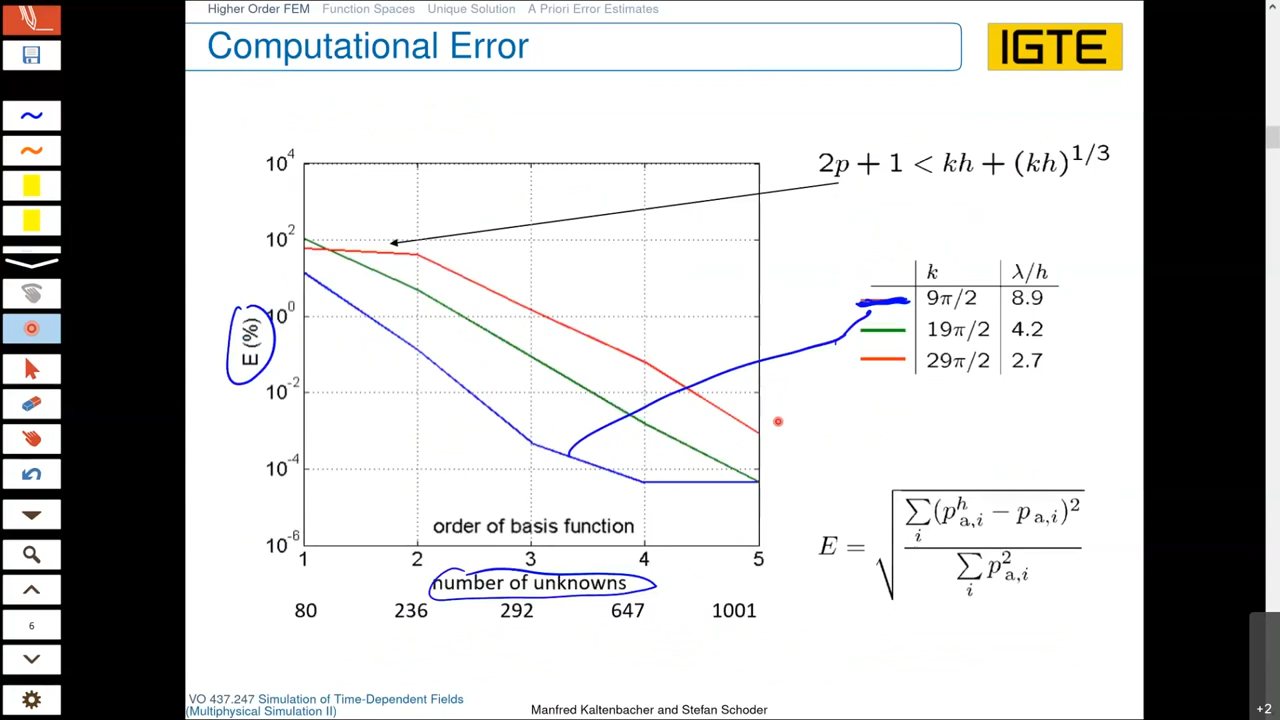 Higher Order FEM Function Spaces Unique Solution A Priori Error Estimates
Computational Error
IGTE
2p + 1 < kh + (kh)^{1/3}
10^4
10^2
10^0
10^{-2}
10^{-4}
10^{-6}
E (%)
k λ/h
9π/2 8.9
19π/2 4.2
29π/2 2.7
order of basis function
1 2 3 4 5
number of unknowns
80 236 292 647 1001
E = \sqrt{\frac{\sum_i (p^h_{a,i} − p_{a,i})^2}{\sum_i p^2_{a,i}}}
6
VO 437.247 Simulation of Time-Dependent Fields
(Multiphysical Simulation II)
Manfred Kaltenbacher and Stefan Schoder
+2